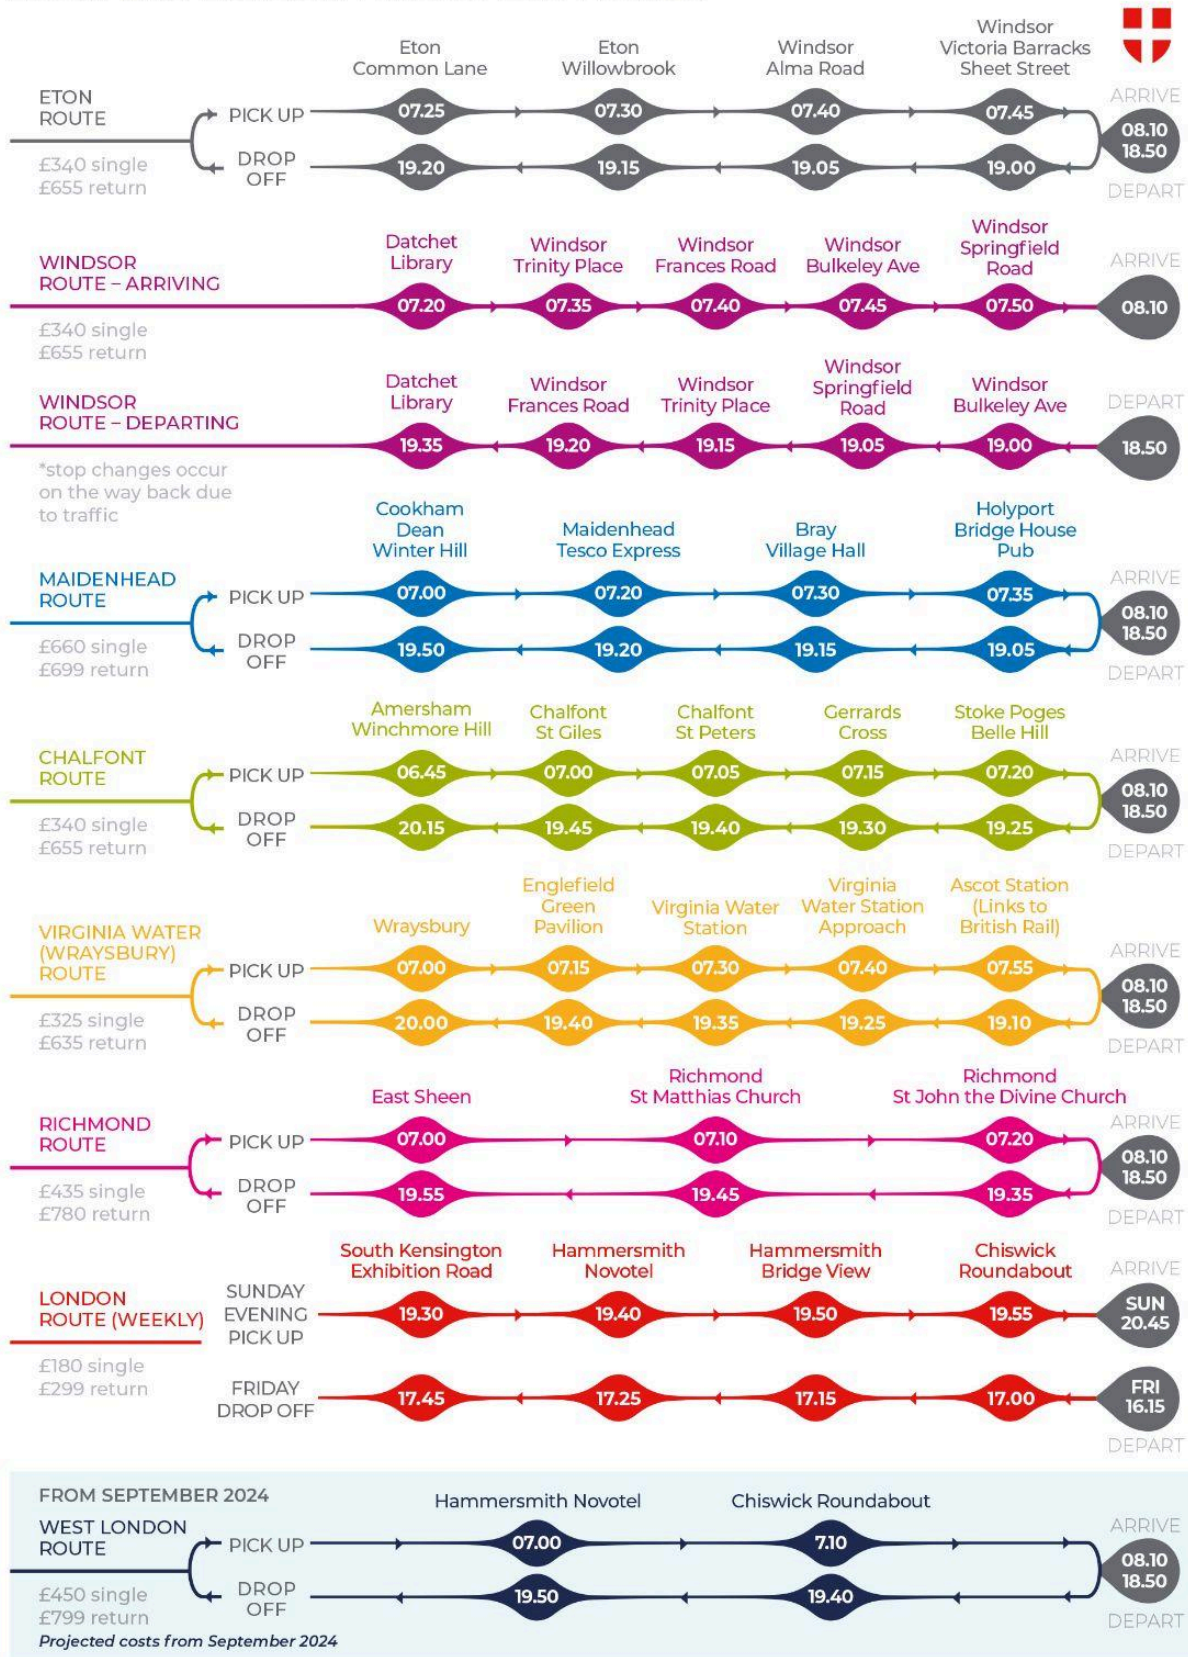 Eton
Common Lane
Eton
Willowbrook
Windsor
Alma Road
Windsor
Victoria Barracks
Sheet Street
ETON
ROUTE
£340 single
£655 return
PICK UP
07.25
07.30
07.40
07.45
DROP
OFF
19.20
19.15
19.05
19.00
ARRIVE
08.10
18.50
DEPART
WINDSOR
ROUTE – ARRIVING
£340 single
£655 return
Datchet
Library
Windsor
Trinity Place
Windsor
Frances Road
Windsor
Bulkeley Ave
Windsor
Springfield
Road
07.20
07.35
07.40
07.45
07.50
ARRIVE
08.10
WINDSOR
ROUTE – DEPARTING
*stop changes occur
on the way back due
to traffic
Datchet
Library
Windsor
Frances Road
Windsor
Trinity Place
Windsor
Springfield
Road
Windsor
Bulkeley Ave
19.35
19.20
19.15
19.05
19.00
DEPART
18.50
Cookham
Dean
Winter Hill
Maidenhead
Tesco Express
Bray
Village Hall
Holyport
Bridge House
Pub
MAIDENHEAD
ROUTE
£660 single
£699 return
PICK UP
07.00
07.20
07.30
07.35
DROP
OFF
19.50
19.20
19.15
19.05
ARRIVE
08.10
18.50
DEPART
Amersham
Winchmore Hill
Chalfont
St Giles
Chalfont
St Peters
Gerrards
Cross
Stoke Poges
Belle Hill
CHALFONT
ROUTE
£340 single
£655 return
PICK UP
06.45
07.00
07.05
07.15
07.20
DROP
OFF
20.15
19.45
19.40
19.30
19.25
ARRIVE
08.10
18.50
DEPART
Wraysbury
Englefield
Green
Pavilion
Virginia Water
Station
Virginia
Water Station
Approach
Ascot Station
(Links to
British Rail)
VIRGINIA WATER
(WRAYSBURY)
ROUTE
£325 single
£635 return
PICK UP
07.00
07.15
07.30
07.40
07.55
DROP
OFF
20.00
19.40
19.35
19.25
19.10
ARRIVE
08.10
18.50
DEPART
East Sheen
Richmond
St Matthias Church
Richmond
St John the Divine Church
RICHMOND
ROUTE
£435 single
£780 return
PICK UP
07.00
07.10
07.20
DROP
OFF
19.55
19.45
19.35
ARRIVE
08.10
18.50
DEPART
South Kensington
Exhibition Road
Hammersmith
Novotel
Hammersmith
Bridge View
Chiswick
Roundabout
LONDON
ROUTE (WEEKLY)
£180 single
£299 return
SUNDAY
EVENING
PICK UP
19.30
19.40
19.50
19.55
ARRIVE
SUN
20.45
FRIDAY
DROP OFF
17.45
17.25
17.15
17.00
FRI
16.15
DEPART
FROM SEPTEMBER 2024
Hammersmith Novotel
Chiswick Roundabout
WEST LONDON
ROUTE
£450 single
£799 return
Projected costs from September 2024
PICK UP
07.00
7.10
DROP
OFF
19.50
19.40
ARRIVE
08.10
18.50
DEPART